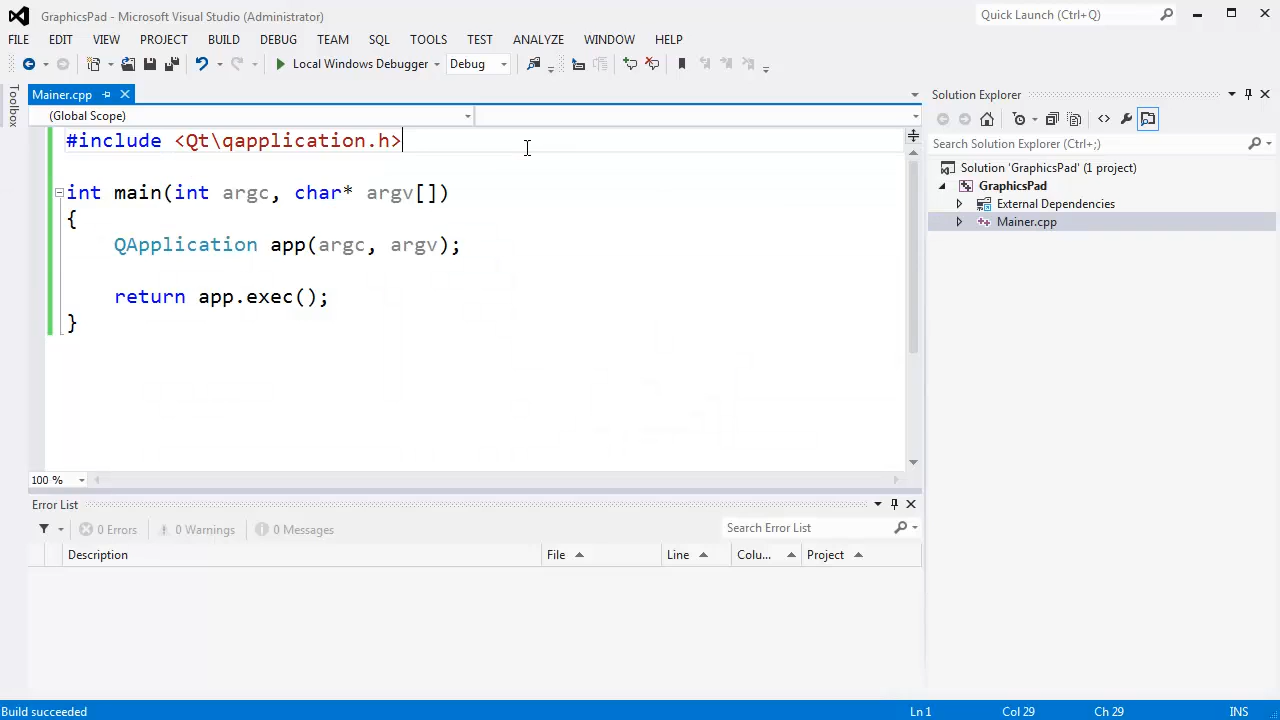 GraphicsPad - Microsoft Visual Studio (Administrator)
Quick Launch (Ctrl+Q)
FILE EDIT VIEW PROJECT BUILD DEBUG TEAM SQL TOOLS TEST ANALYZE WINDOW HELP
Local Windows Debugger Debug
Toolbox
Mainer.cpp
(Global Scope)
#include <Qt\qapplication.h>
int main(int argc, char* argv[])
{
QApplication app(argc, argv);
return app.exec();
}
100 %
Solution Explorer
Search Solution Explorer (Ctrl+;)
Solution 'GraphicsPad' (1 project)
GraphicsPad
External Dependencies
Mainer.cpp
Error List
0 Errors 0 Warnings 0 Messages
Search Error List
Description File Line Colu... Project
Build succeeded Ln 1 Col 29 Ch 29 INS